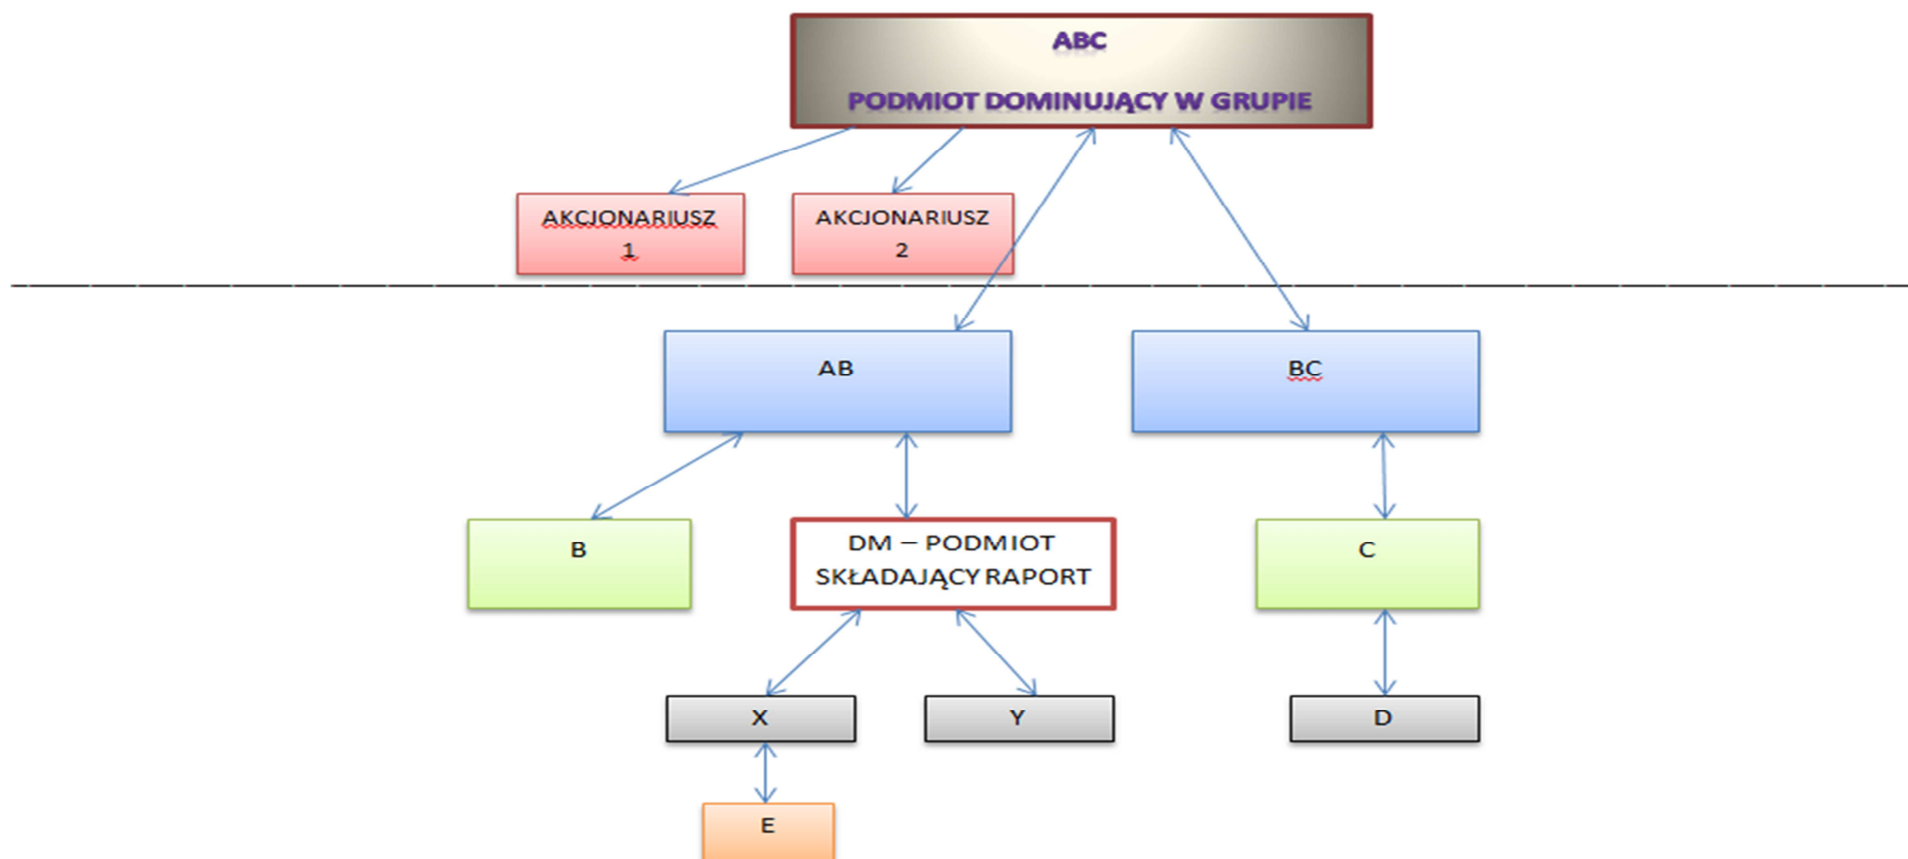 ABC
PODMIOT DOMINUJĄCY W GRUPIE
AKCJONARIUSZ
1
AKCJONARIUSZ
2
AB
BC
B
DM – PODMIOT
SKŁADAJĄCY RAPORT
C
X
Y
D
E